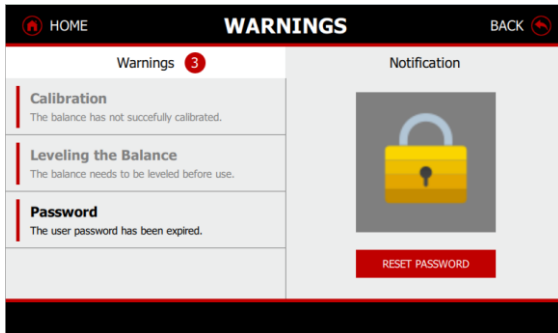 HOME
WARNINGS
BACK
Warnings 3
Notification
Calibration
The balance has not succefully calibrated.
Leveling the Balance
The balance needs to be leveled before use.
Password
The user password has been expired.
RESET PASSWORD